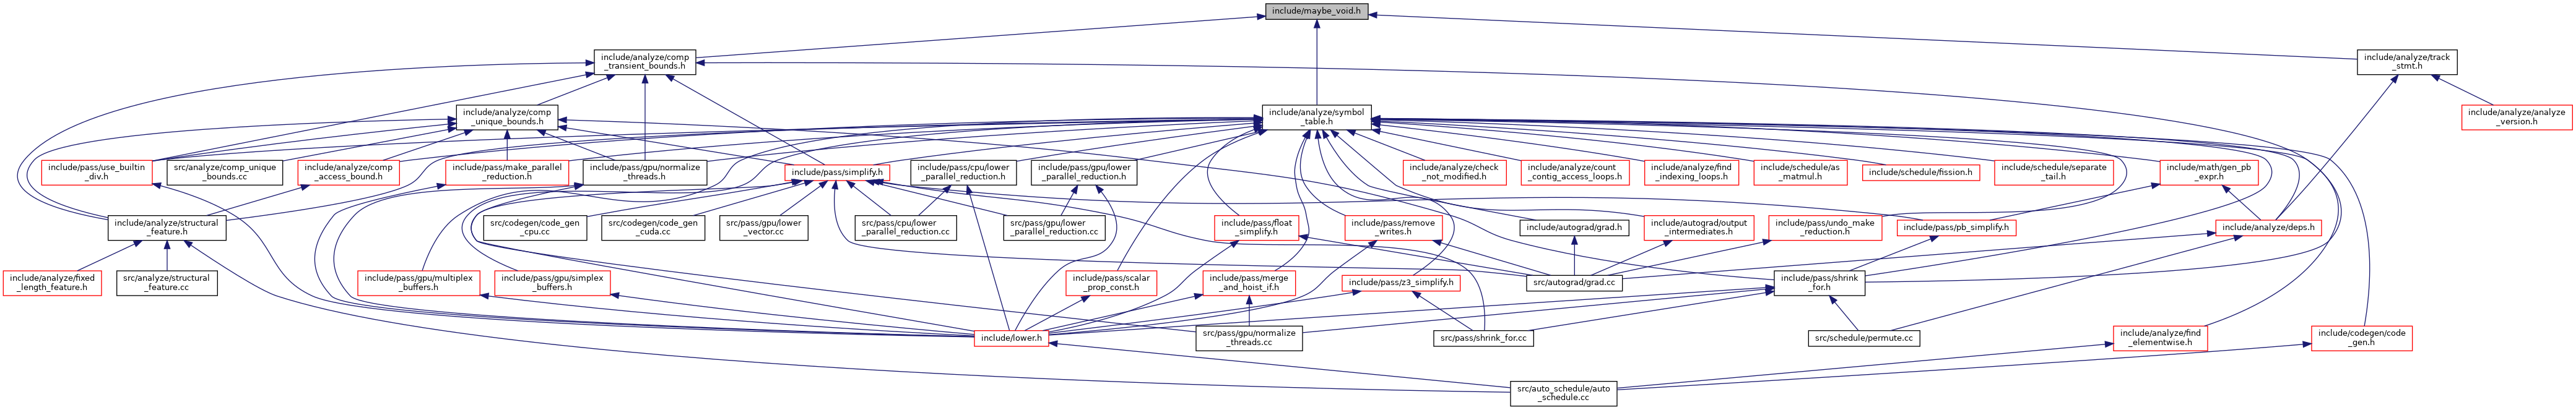 include/maybe_void.h
include/analyze/comp
_transient_bounds.h
include/analyze/track
_stmt.h
include/analyze/comp
_unique_bounds.h
include/analyze/symbol
_table.h
include/analyze/analyze
_version.h
include/pass/use_builtin
_div.h
src/analyze/comp_unique
_bounds.cc
include/analyze/comp
_access_bound.h
include/pass/make_parallel
_reduction.h
include/pass/gpu/normalize
_threads.h
include/pass/simplify.h
include/pass/cpu/lower
_parallel_reduction.h
include/pass/gpu/lower
_parallel_reduction.h
include/analyze/check
_not_modified.h
include/analyze/count
_contig_access_loops.h
include/analyze/find
_indexing_loops.h
include/schedule/as
_matmul.h
include/schedule/fission.h
include/schedule/separate
_tail.h
include/math/gen_pb
_expr.h
include/analyze/structural
_feature.h
src/codegen/code_gen
_cpu.cc
src/codegen/code_gen
_cuda.cc
src/pass/gpu/lower
_vector.cc
src/pass/cpu/lower
_parallel_reduction.cc
src/pass/gpu/lower
_parallel_reduction.cc
include/pass/float
_simplify.h
include/pass/remove
_writes.h
include/autograd/grad.h
include/autograd/output
_intermediates.h
include/pass/undo_make
_reduction.h
include/pass/pb_simplify.h
include/analyze/deps.h
include/analyze/fixed
_length_feature.h
src/analyze/structural
_feature.cc
include/pass/gpu/multiplex
_buffers.h
include/pass/gpu/simplex
_buffers.h
include/pass/scalar
_prop_const.h
include/pass/merge
_and_hoist_if.h
include/pass/z3_simplify.h
src/autograd/grad.cc
include/pass/shrink
_for.h
include/lower.h
src/pass/gpu/normalize
_threads.cc
src/pass/shrink_for.cc
src/schedule/permute.cc
include/analyze/find
_elementwise.h
include/codegen/code
_gen.h
src/auto_schedule/auto
_schedule.cc